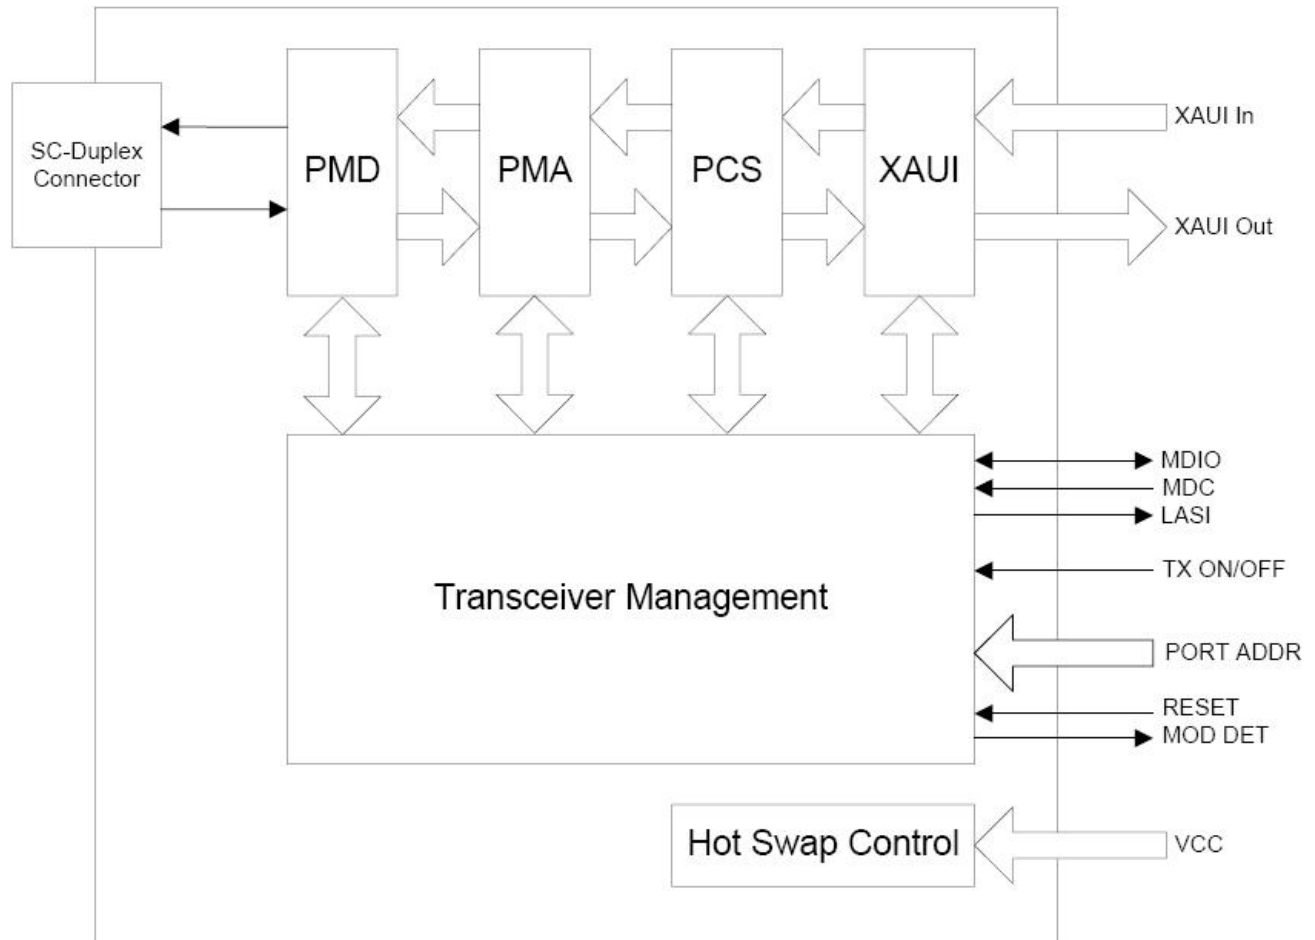 XAUI In
SC-Duplex
Connector
PMD
PMA
PCS
XAUI
XAUI Out
MDIO
MDC
LASI
TX ON/OFF
Transceiver Management
PORT ADDR
RESET
MOD DET
Hot Swap Control
VCC